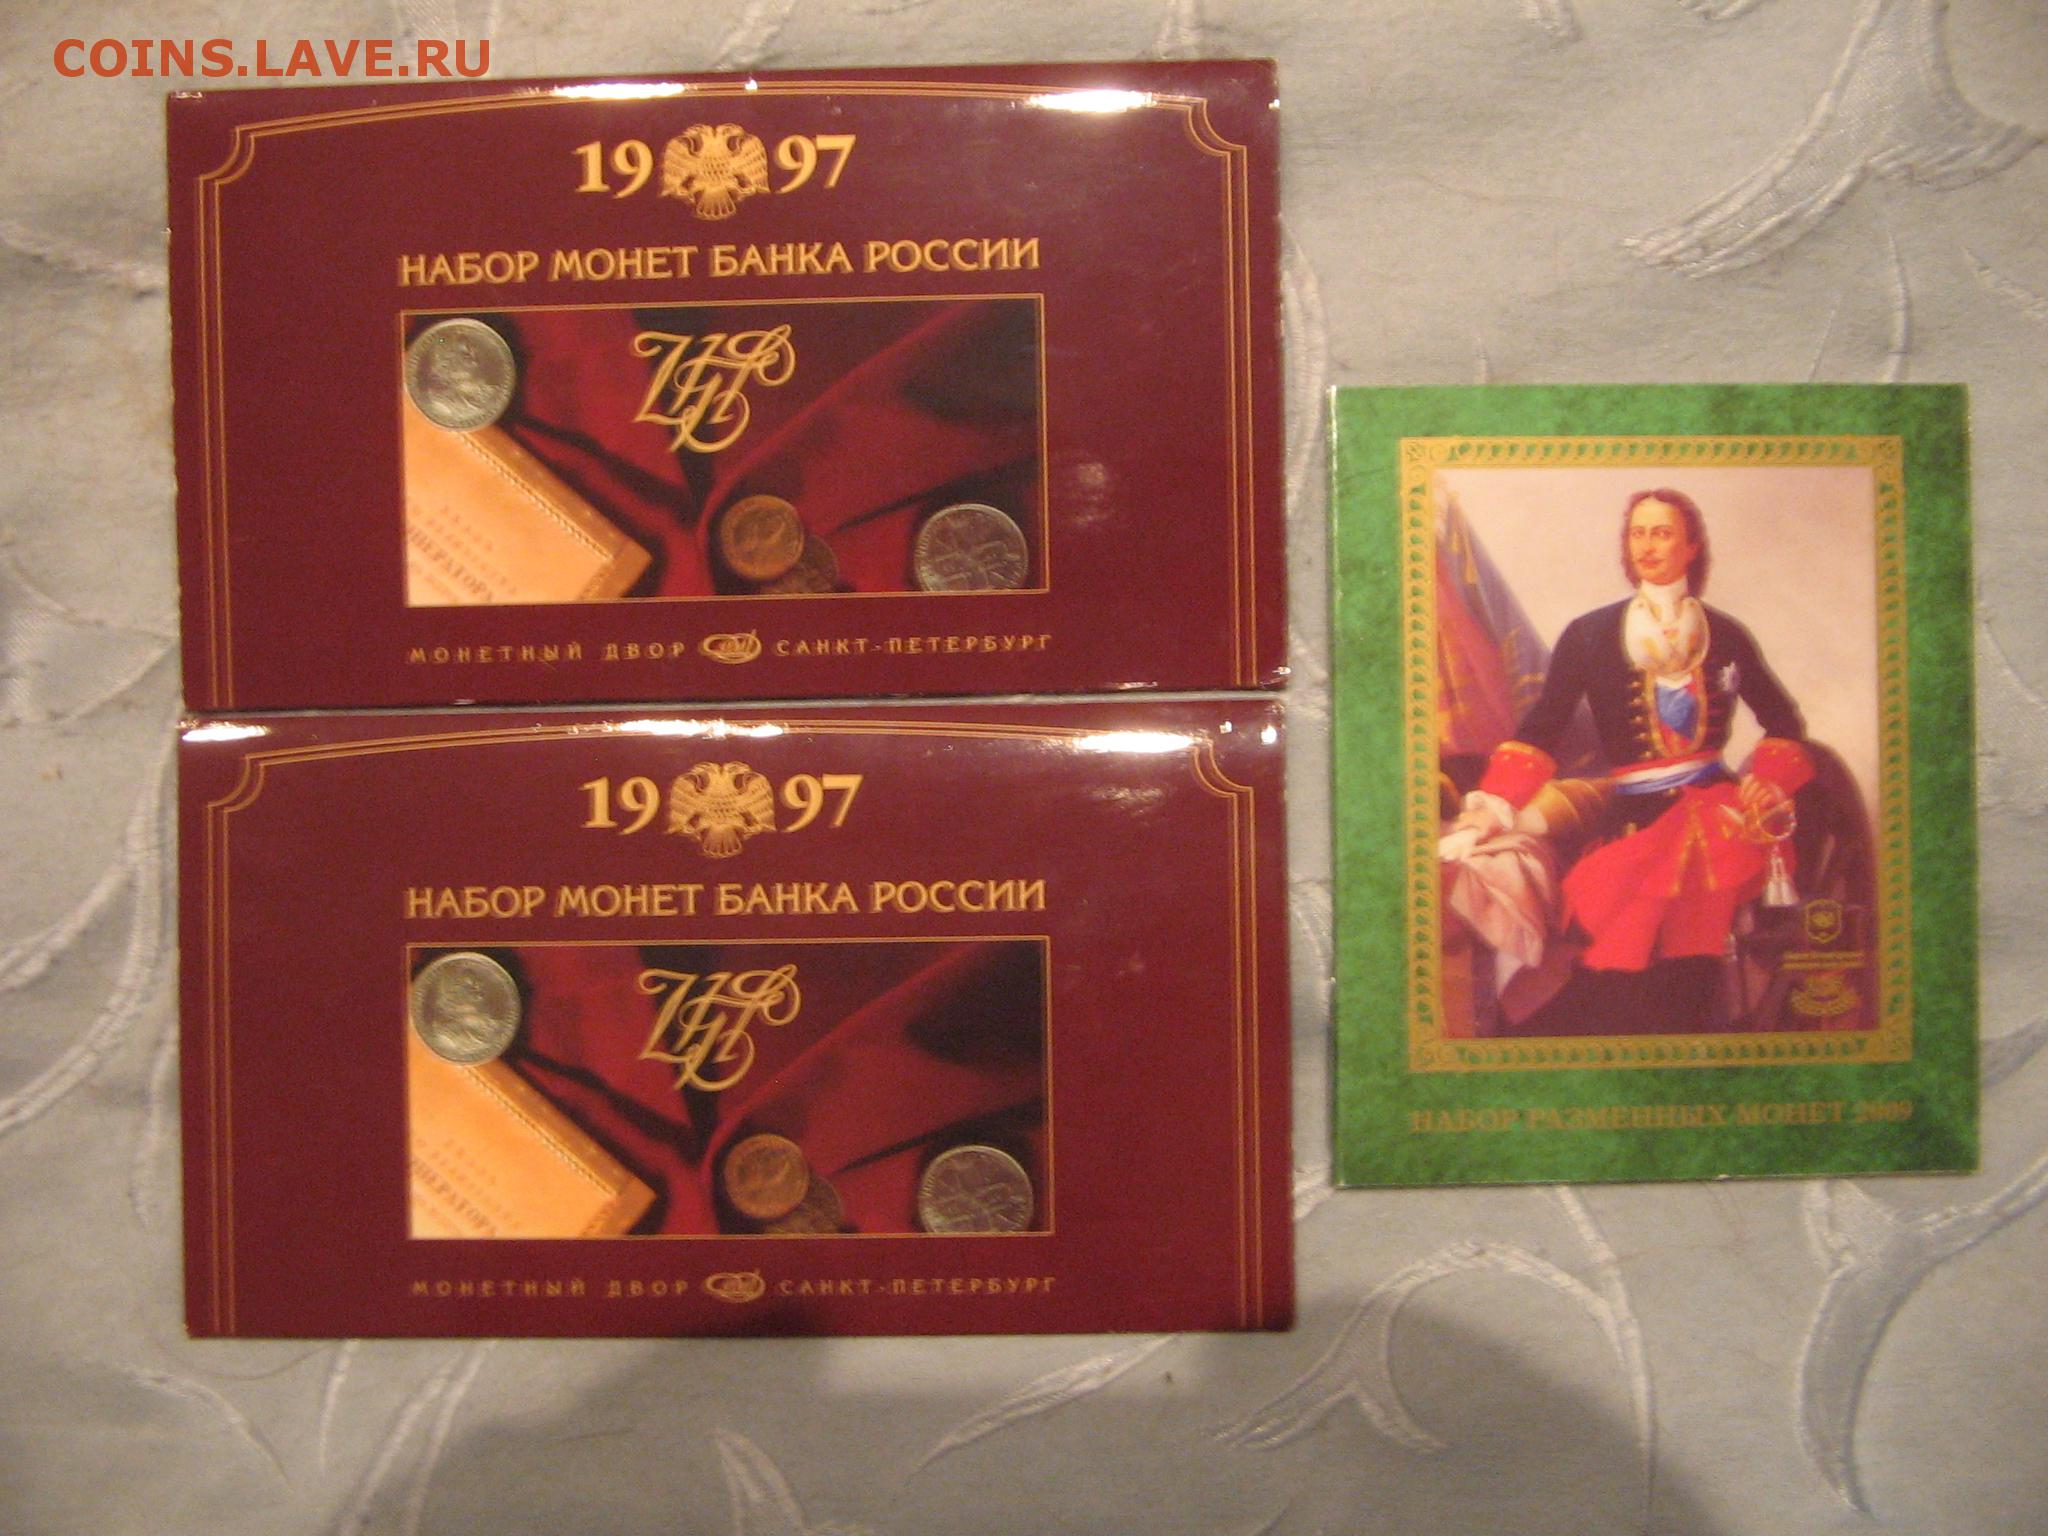 COINS.LAVE.RU
1997
НАБОР МОНЕТ БАНКА РОССИИ
МОНЕТНЫЙ ДВОР САНКТ-ПЕТЕРБУРГ
1997
НАБОР МОНЕТ БАНКА РОССИИ
МОНЕТНЫЙ ДВОР САНКТ-ПЕТЕРБУРГ
НАБОР РАЗМЕННЫХ МОНЕТ 2009